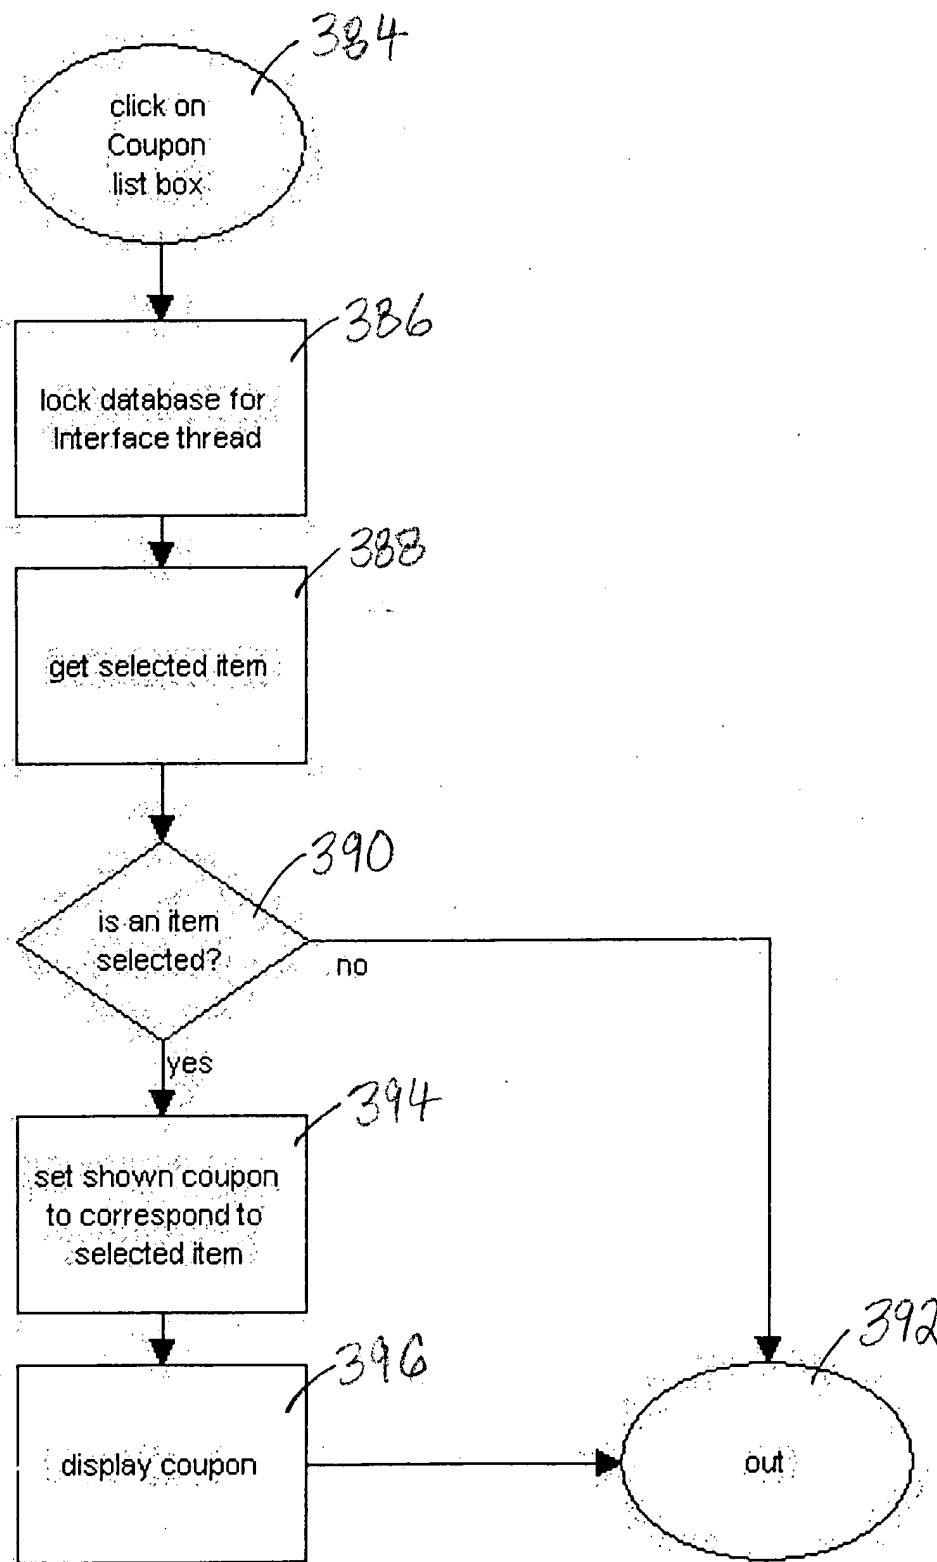 384
click on
Coupon
list box
386
lock database for
Interface thread
388
get selected item
390
is an item
selected?
no
yes
394
set shown coupon
to correspond to
selected item
396
display coupon
392
out